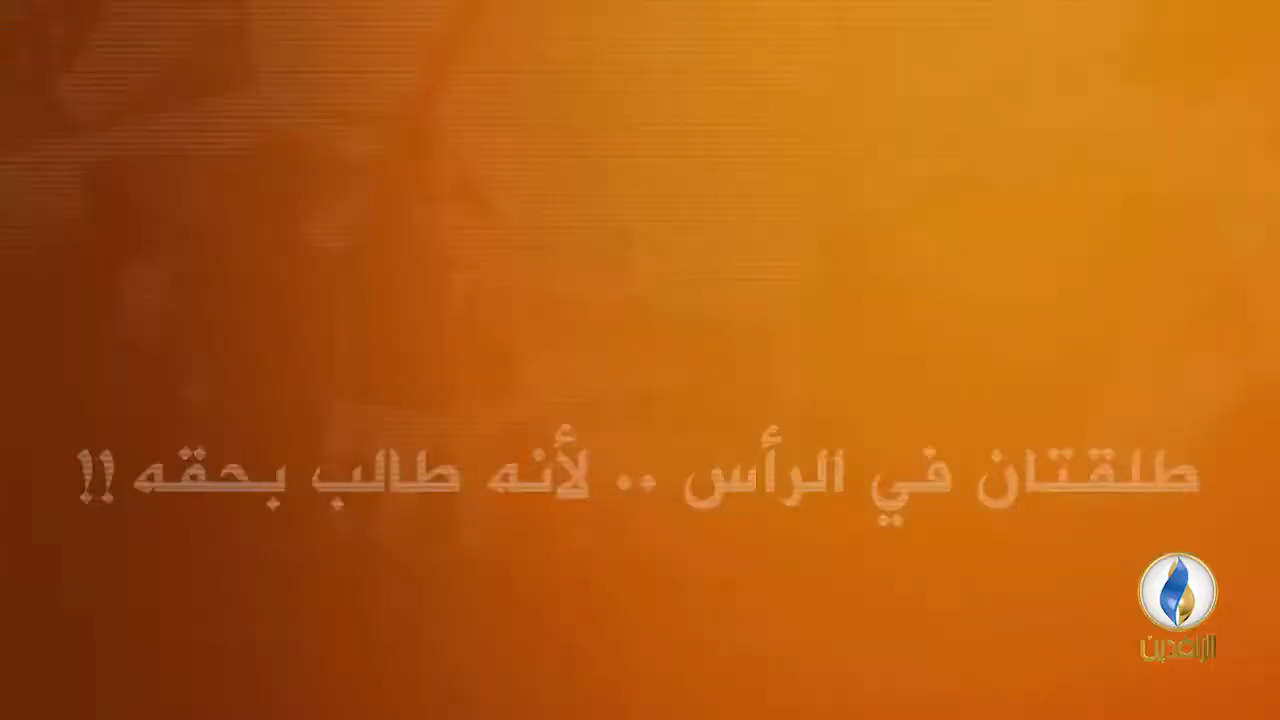 طلقتان في الرأس .. لأنه طالب بحقه !!
الرافدين